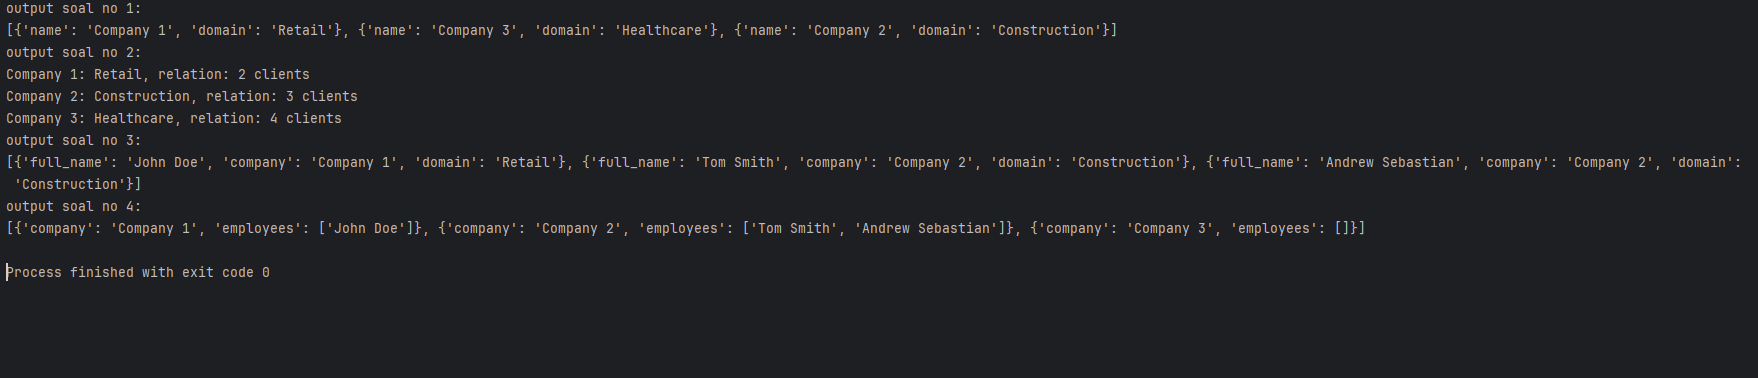 output soal no 1:
[{'name': 'Company 1', 'domain': 'Retail'}, {'name': 'Company 3', 'domain': 'Healthcare'}, {'name': 'Company 2', 'domain': 'Construction'}]
output soal no 2:
Company 1: Retail, relation: 2 clients
Company 2: Construction, relation: 3 clients
Company 3: Healthcare, relation: 4 clients
output soal no 3:
[{'full_name': 'John Doe', 'company': 'Company 1', 'domain': 'Retail'}, {'full_name': 'Tom Smith', 'company': 'Company 2', 'domain': 'Construction'}, {'full_name': 'Andrew Sebastian', 'company': 'Company 2', 'domain':
 'Construction'}]
output soal no 4:
[{'company': 'Company 1', 'employees': ['John Doe']}, {'company': 'Company 2', 'employees': ['Tom Smith', 'Andrew Sebastian']}, {'company': 'Company 3', 'employees': []}]
Process finished with exit code 0